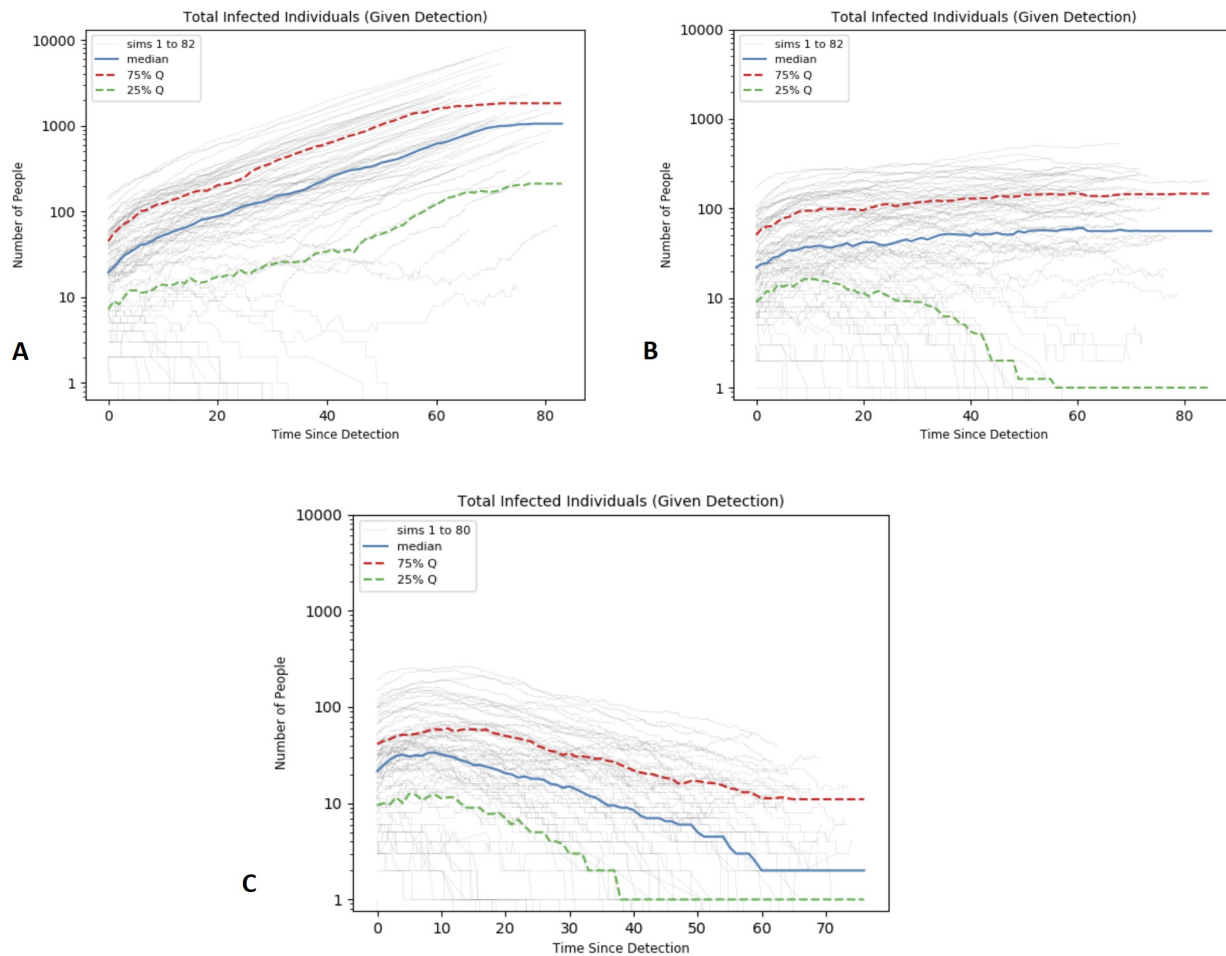 Total Infected Individuals (Given Detection)
10000
1000
100
10
1
Number of People
sims 1 to 82
median
75% Q
25% Q
0
20
40
60
80
Time Since Detection
A
Total Infected Individuals (Given Detection)
10000
1000
100
10
1
Number of People
sims 1 to 82
median
75% Q
25% Q
0
20
40
60
80
Time Since Detection
B
Total Infected Individuals (Given Detection)
10000
1000
100
10
1
Number of People
sims 1 to 80
median
75% Q
25% Q
0
10
20
30
40
50
60
70
Time Since Detection
C